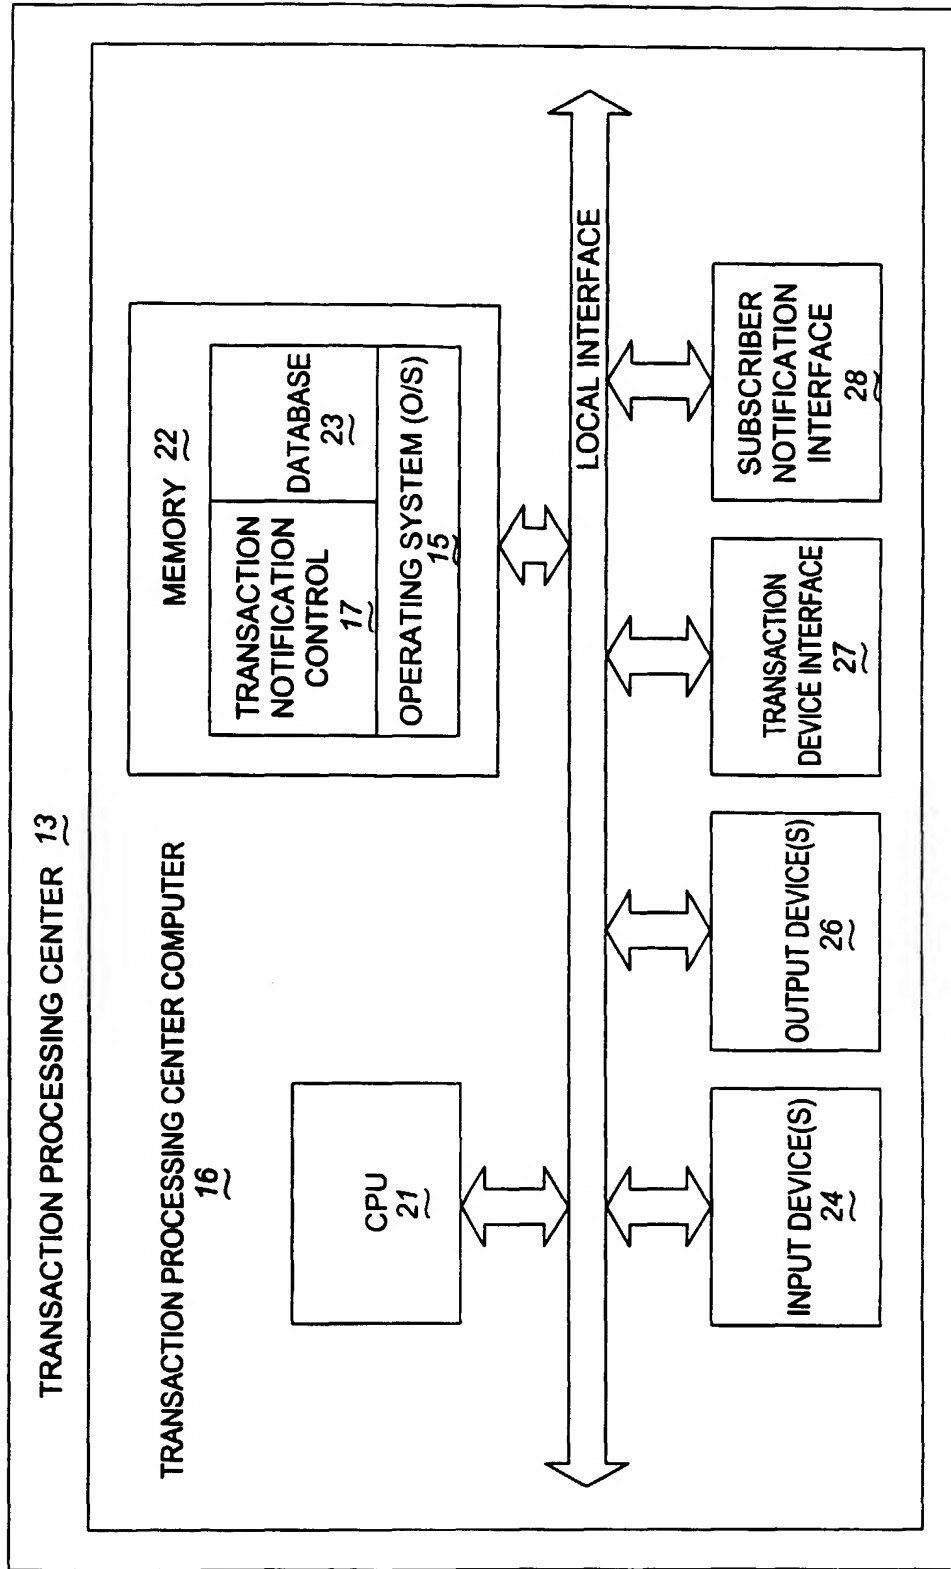 TRANSACTION PROCESSING CENTER 13
TRANSACTION PROCESSING CENTER COMPUTER
16
CPU
21
MEMORY 22
TRANSACTION
NOTIFICATION
CONTROL
17
DATABASE
23
OPERATING SYSTEM (O/S)
15
LOCAL INTERFACE
INPUT DEVICE(S)
24
OUTPUT DEVICE(S)
26
TRANSACTION
DEVICE INTERFACE
27
SUBSCRIBER
NOTIFICATION
INTERFACE
28